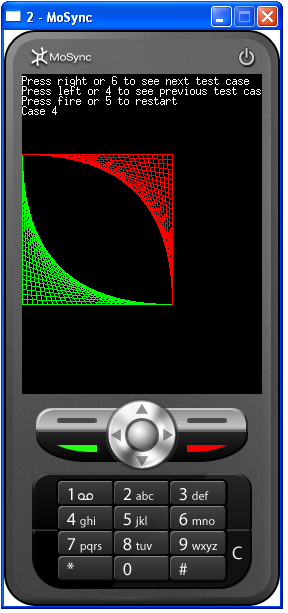 2 - MoSync
MoSync
Press right or 6 to see next test case
Press left or 4 to see previous test cas
Press fire or 5 to restart
Case 4
1 2 abc 3 def
4 ghi 5 jkl 6 mno
7 pqrs 8 tuv 9 wxyz
C
* 0 #